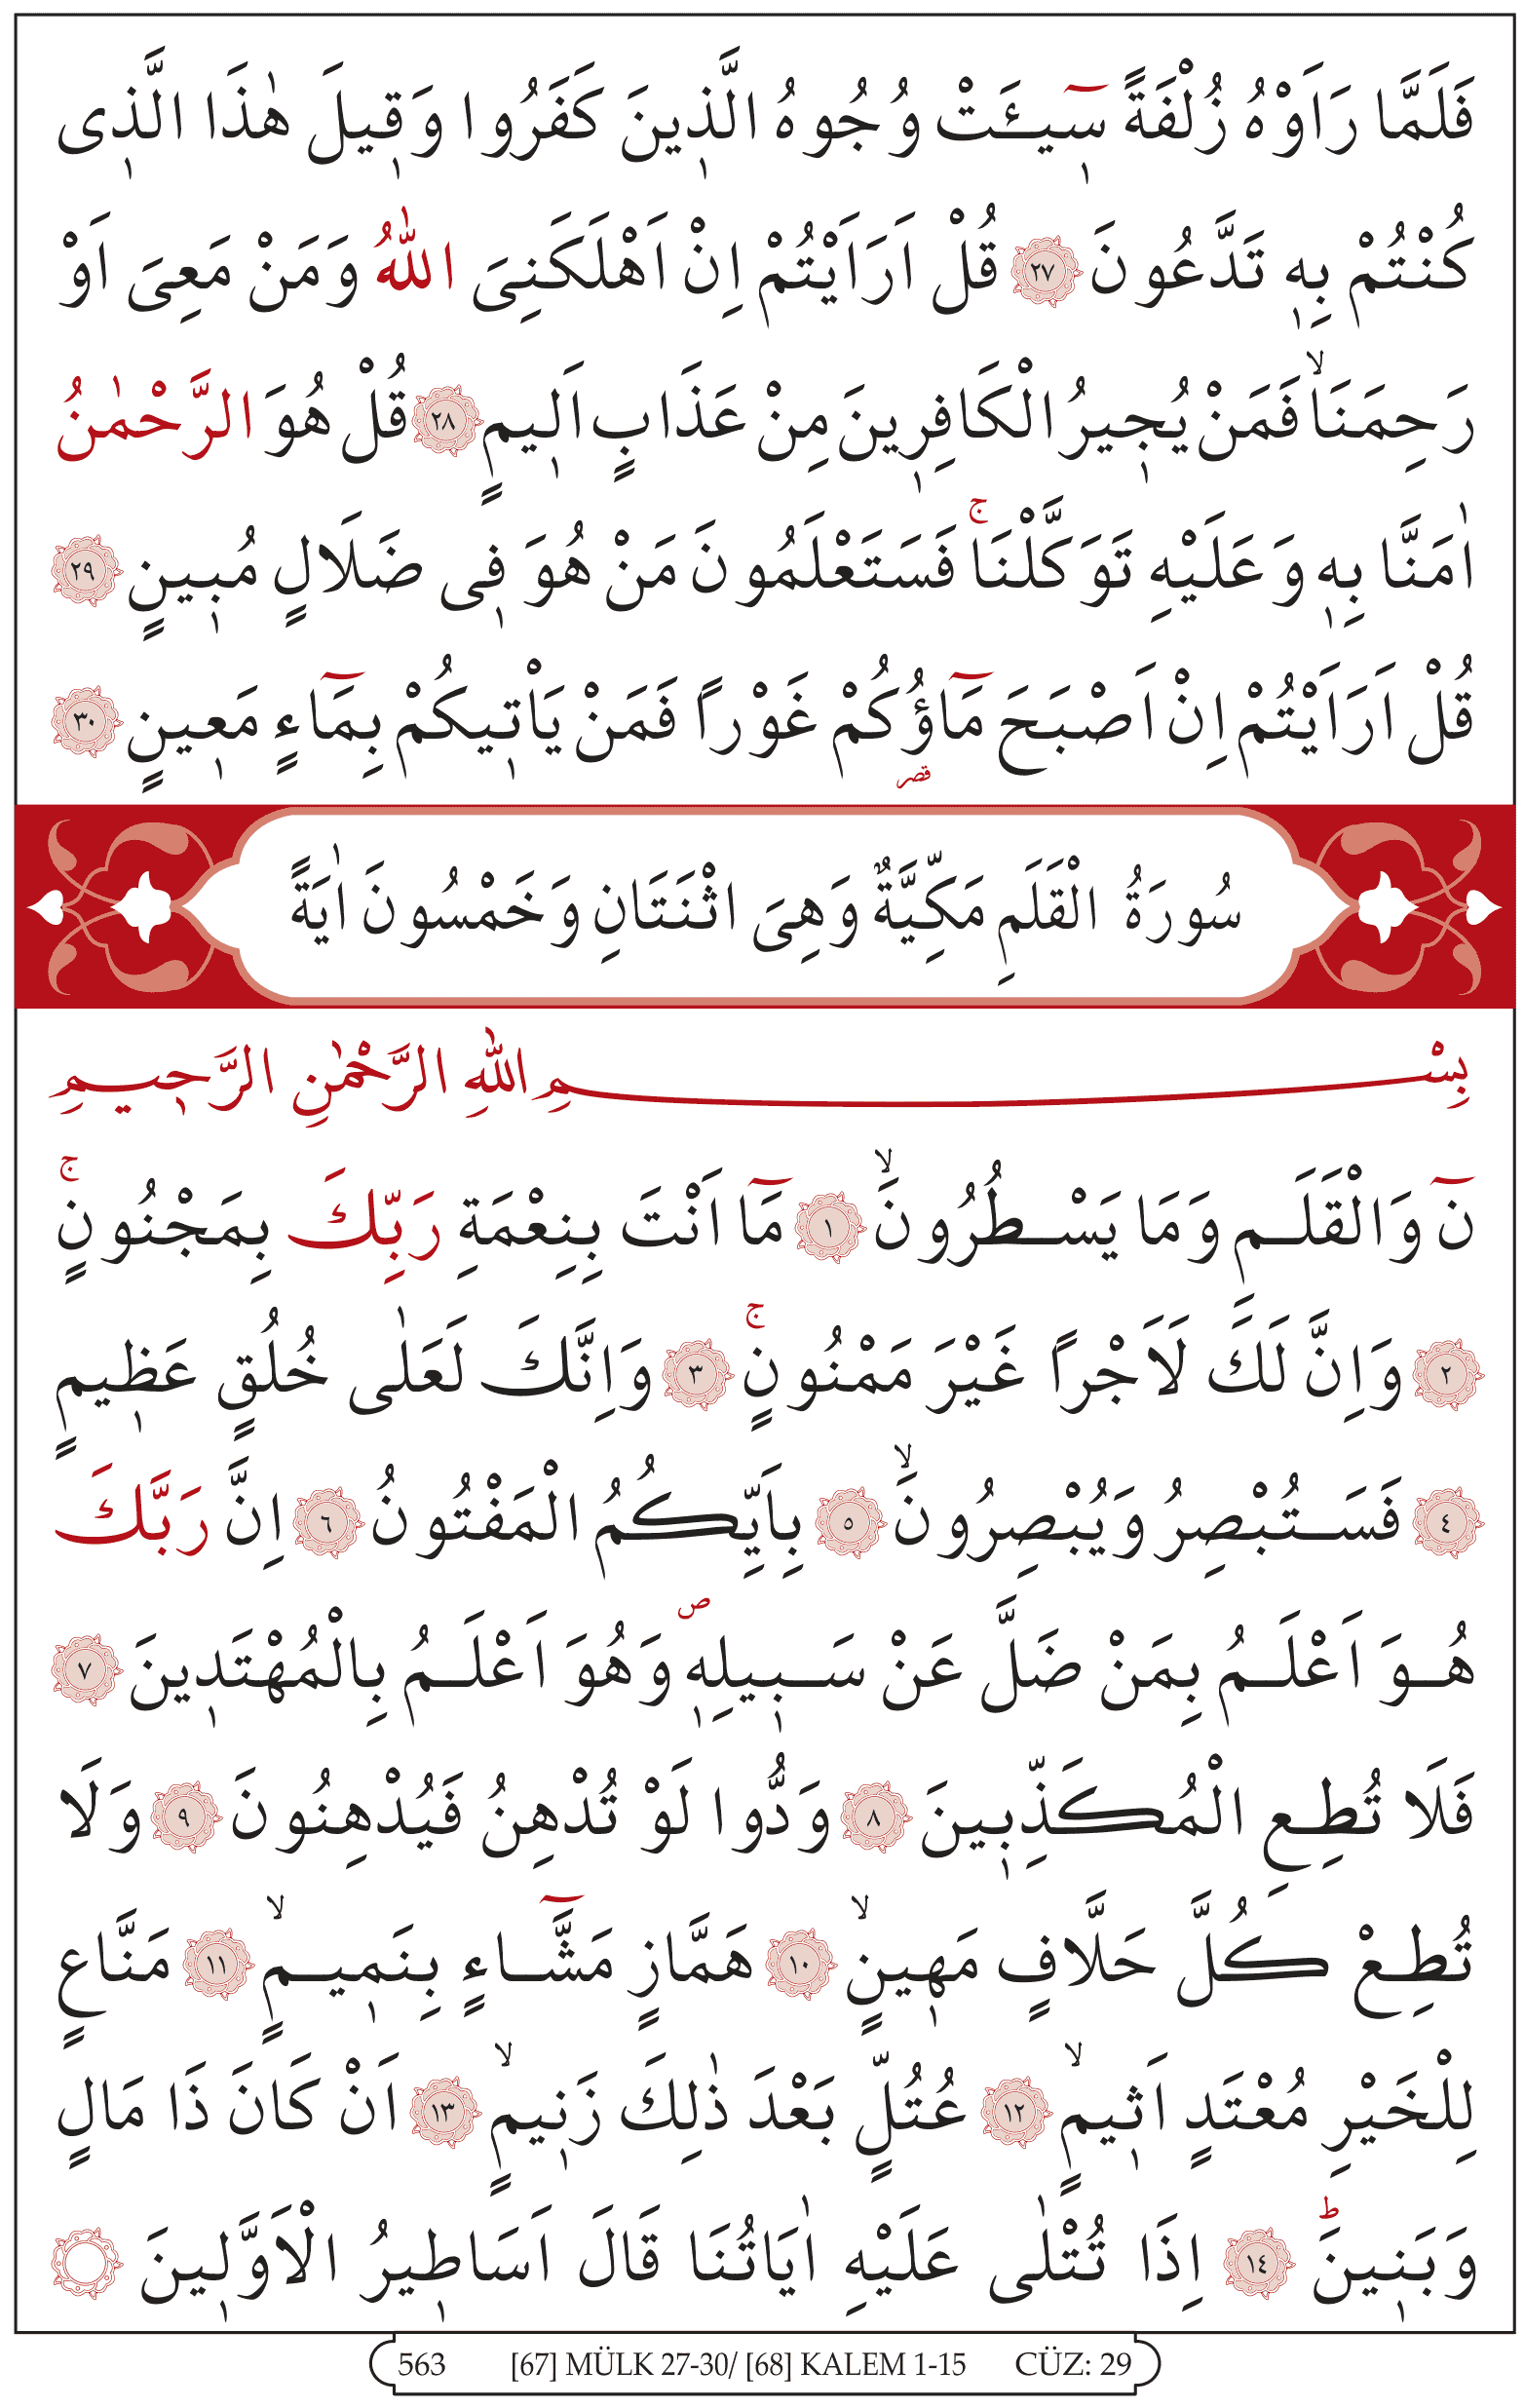 فَلَمَّا رَاَوْهُ زُلْفَةً سٖٓيـَٔتْ وُجُوهُ الَّذٖينَ كَفَرُوا وَقٖيلَ هٰذَا الَّذٖى
كُنْتُمْ بِهٖ تَدَّعُونَ ﴿٢٧﴾ قُلْ اَرَاَيْتُمْ اِنْ اَهْلَكَنِىَ اللّٰهُ وَمَنْ مَعِىَ اَوْ
رَحِمَنَاۙ فَمَنْ يُجٖيرُ الْكَافِرٖينَ مِنْ عَذَابٍ اَلٖيمٍ ﴿٢٨﴾ قُلْ هُوَ الرَّحْمٰنُ
اٰمَنَّا بِهٖ وَعَلَيْهِ تَوَكَّلْنَاۚ فَسَتَعْلَمُونَ مَنْ هُوَ فٖى ضَلَالٍ مُبٖينٍ ﴿٢٩﴾
قُلْ اَرَاَيْتُمْ اِنْ اَصْبَحَ مَٓاؤُ۬كُمْ غَوْرًا فَمَنْ يَاْتٖيكُمْ بِمَٓاءٍ مَعٖينٍ ﴿٣٠﴾
قصر
سُورَةُ الْقَلَمِ مَكِّيَّةٌ وَهِىَ اثْنَتَانِ وَخَمْسُونَ اٰيَةً
بِسْمِ اللّٰهِ الرَّحْمٰنِ الرَّحٖيمِ
نٓ وَالْقَلَمِ وَمَا يَسْطُرُونَۙ ﴿١﴾ مَٓا اَنْتَ بِنِعْمَةِ رَبِّكَ بِمَجْنُونٍۚ
﴿٢﴾ وَاِنَّ لَكَ لَاَجْرًا غَيْرَ مَمْنُونٍۚ ﴿٣﴾ وَاِنَّكَ لَعَلٰى خُلُقٍ عَظٖيمٍ
﴿٤﴾ فَسَتُبْصِرُ وَيُبْصِرُونَۙ ﴿٥﴾ بِاَيِّكُمُ الْمَفْتُونُ ﴿٦﴾ اِنَّ رَبَّكَ
هُوَ اَعْلَمُ بِمَنْ ضَلَّ عَنْ سَبٖيلِهٖࣕ وَهُوَ اَعْلَمُ بِالْمُهْتَدٖينَ ﴿٧﴾
فَلَا تُطِعِ الْمُكَذِّبٖينَ ﴿٨﴾ وَدُّوا لَوْ تُدْهِنُ فَيُدْهِنُونَ ﴿٩﴾ وَلَا
تُطِعْ كُلَّ حَلَّافٍ مَهٖينٍۙ ﴿١٠﴾ هَمَّازٍ مَشَّٓاءٍ بِنَمٖيمٍۙ ﴿١١﴾ مَنَّاعٍ
لِلْخَيْرِ مُعْتَدٍ اَثٖيمٍۙ ﴿١٢﴾ عُتُلٍّ بَعْدَ ذٰلِكَ زَنٖيمٍۙ ﴿١٣﴾ اَنْ كَانَ ذَا مَالٍ
وَبَنٖينَؕ ﴿١٤﴾ اِذَا تُتْلٰى عَلَيْهِ اٰيَاتُنَا قَالَ اَسَاطٖيرُ الْاَوَّلٖينَ
563 [67] MÜLK 27-30/ [68] KALEM 1-15 CÜZ: 29